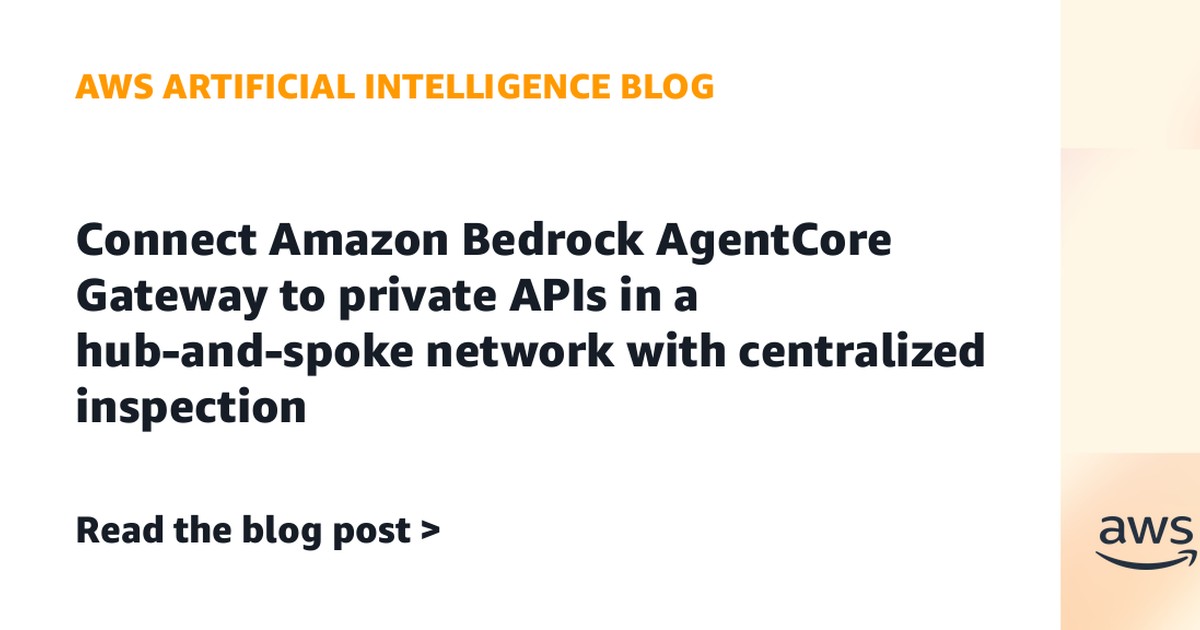 AWS ARTIFICIAL INTELLIGENCE BLOG
Connect Amazon Bedrock AgentCore
Gateway to private APIs in a
hub-and-spoke network with centralized
inspection
Read the blog post >
aws